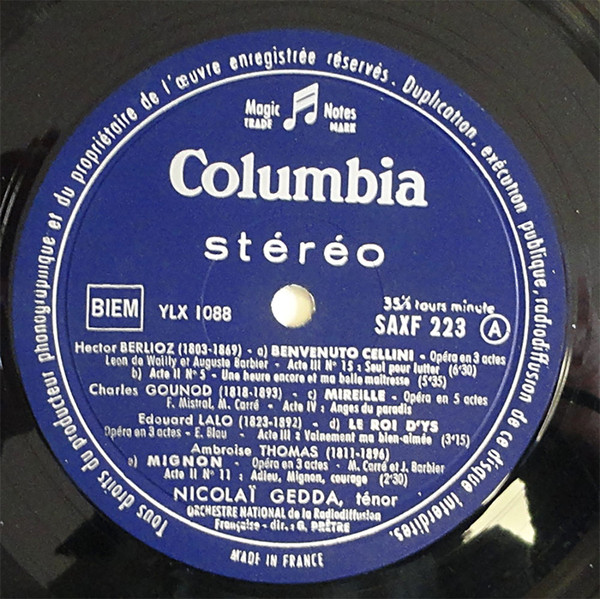 Tous droits du producteur phonographique et du propriétaire de l'œuvre enregistrée réservés. Duplication, exécution publique, radiodiffusion de ce disque interdites.
Magic Notes
TRADE MARK
Columbia
stéréo
BIEM YLX 1088
33⅓ tours minute
SAXF 223 A
Hector BERLIOZ (1803-1869) - a) BENVENUTO CELLINI - Opéra en 3 actes
Leon de Wailly et Auguste Barbier - Acte III N° 15 : Seul pour lutter (6'30)
b) Acte II N° 5 - Une heure encore et ma belle maîtresse (5'35)
Charles GOUNOD (1818-1893) - c) MIREILLE - Opéra en 5 actes
F. Mistral, M. Carré - Acte IV : Anges du paradis
Edouard LALO (1823-1892) - d) LE ROI D'YS
Opéra en 3 actes - E. Blau - Acte III : Vainement ma bien-aimée (3'15)
Ambroise THOMAS (1811-1896)
e) MIGNON - Opéra en 3 actes - M. Carré et J. Barbier
Acte II N° 11 : Adieu, Mignon, courage (2'30)
NICOLAÏ GEDDA, ténor
ORCHESTRE NATIONAL de la Radiodiffusion
Française - dir. : G. PRÊTRE
MADE IN FRANCE